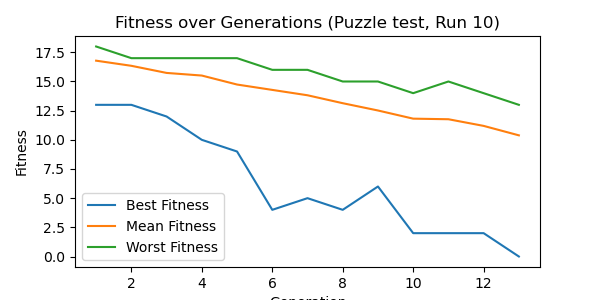 Fitness over Generations (Puzzle test, Run 10)
17.5
15.0
12.5
10.0
7.5
5.0
2.5
0.0
Fitness
Best Fitness
Mean Fitness
Worst Fitness
2 4 6 8 10 12
Generation